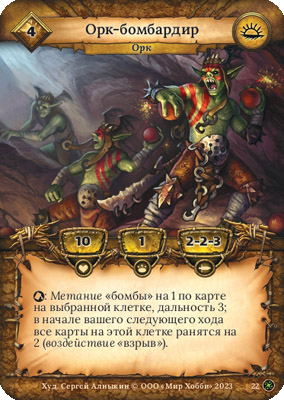 4
Орк-бомбардир
Орк
10
1
2-2-3
: Метание «бомбы» на 1 по карте
на выбранной клетке, дальность 3;
в начале вашего следующего хода
все карты на этой клетке ранятся на
2 (воздействие «взрыв»).
Худ. Сергей Алныкин © ООО «Мир Хобби» 2023
22